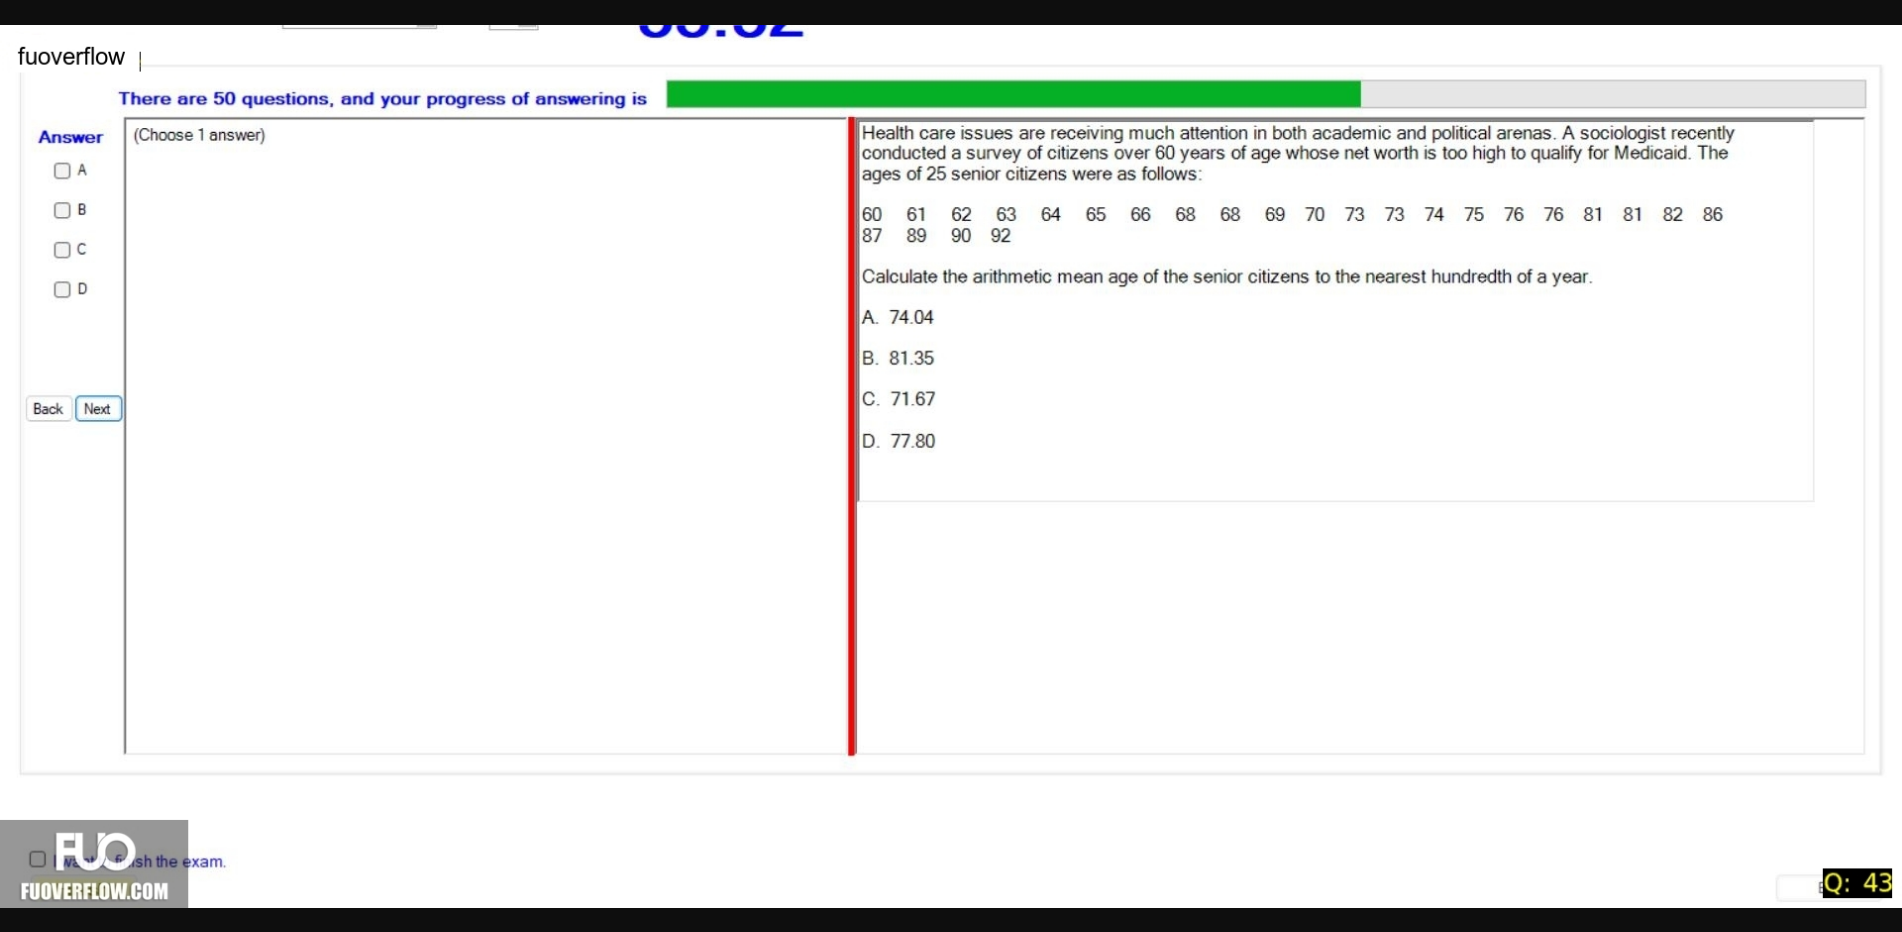 fuoverflow
There are 50 questions, and your progress of answering is
Answer
(Choose 1 answer)
A
B
C
D
Back Next
Health care issues are receiving much attention in both academic and political arenas. A sociologist recently
conducted a survey of citizens over 60 years of age whose net worth is too high to qualify for Medicaid. The
ages of 25 senior citizens were as follows:
60 61 62 63 64 65 66 68 68 69 70 73 73 74 75 76 76 81 81 82 86
87 89 90 92
Calculate the arithmetic mean age of the senior citizens to the nearest hundredth of a year.
A. 74.04
B. 81.35
C. 71.67
D. 77.80
FUO
the exam.
FUOVERFLOW.COM
Q: 43